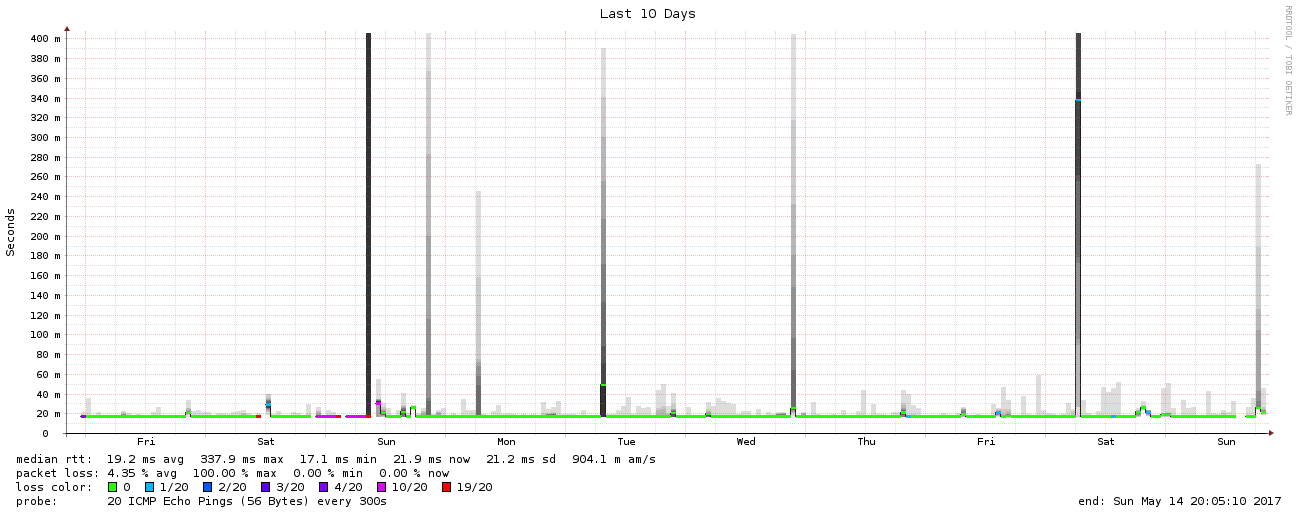 Last 10 Days
RRDTOOL / TOBI OETIKER
Seconds
400 m
380 m
360 m
340 m
320 m
300 m
280 m
260 m
240 m
220 m
200 m
180 m
160 m
140 m
120 m
100 m
80 m
60 m
40 m
20 m
0
Fri Sat Sun Mon Tue Wed Thu Fri Sat Sun
median rtt: 19.2 ms avg 337.9 ms max 17.1 ms min 21.9 ms now 21.2 ms sd 904.1 m am/s
packet loss: 4.35 % avg 100.00 % max 0.00 % min 0.00 % now
loss color: 0 1/20 2/20 3/20 4/20 10/20 19/20
probe: 20 ICMP Echo Pings (56 Bytes) every 300s end: Sun May 14 20:05:10 2017